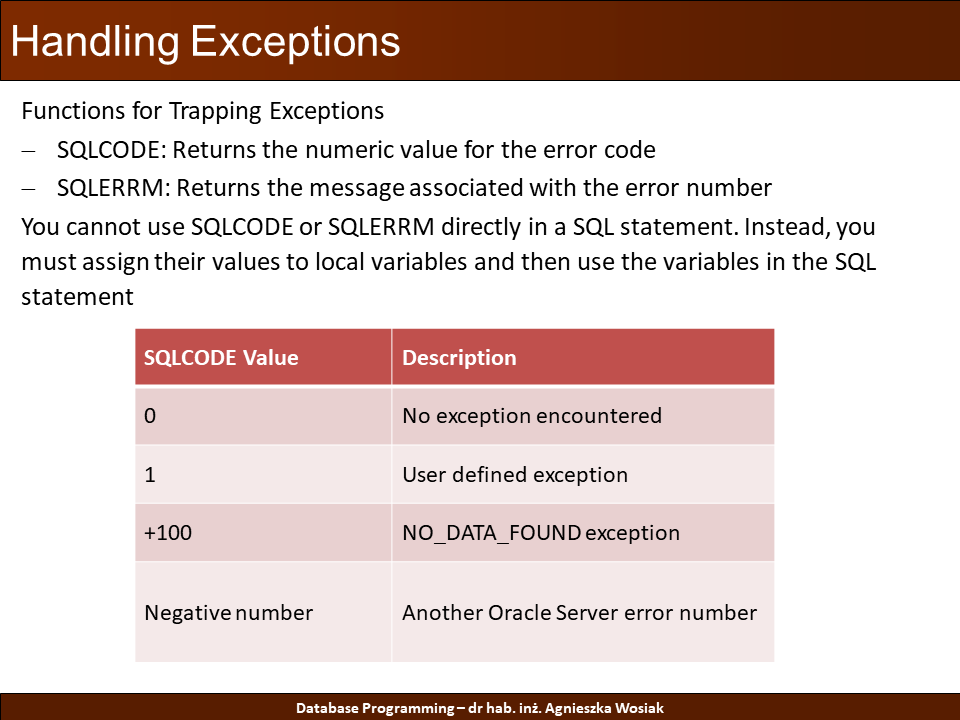 Handling Exceptions
Functions for Trapping Exceptions
– SQLCODE: Returns the numeric value for the error code
– SQLERRM: Returns the message associated with the error number
You cannot use SQLCODE or SQLERRM directly in a SQL statement. Instead, you
must assign their values to local variables and then use the variables in the SQL
statement
SQLCODE Value Description
0 No exception encountered
1 User defined exception
+100 NO_DATA_FOUND exception
Negative number Another Oracle Server error number
Database Programming – dr hab. inż. Agnieszka Wosiak